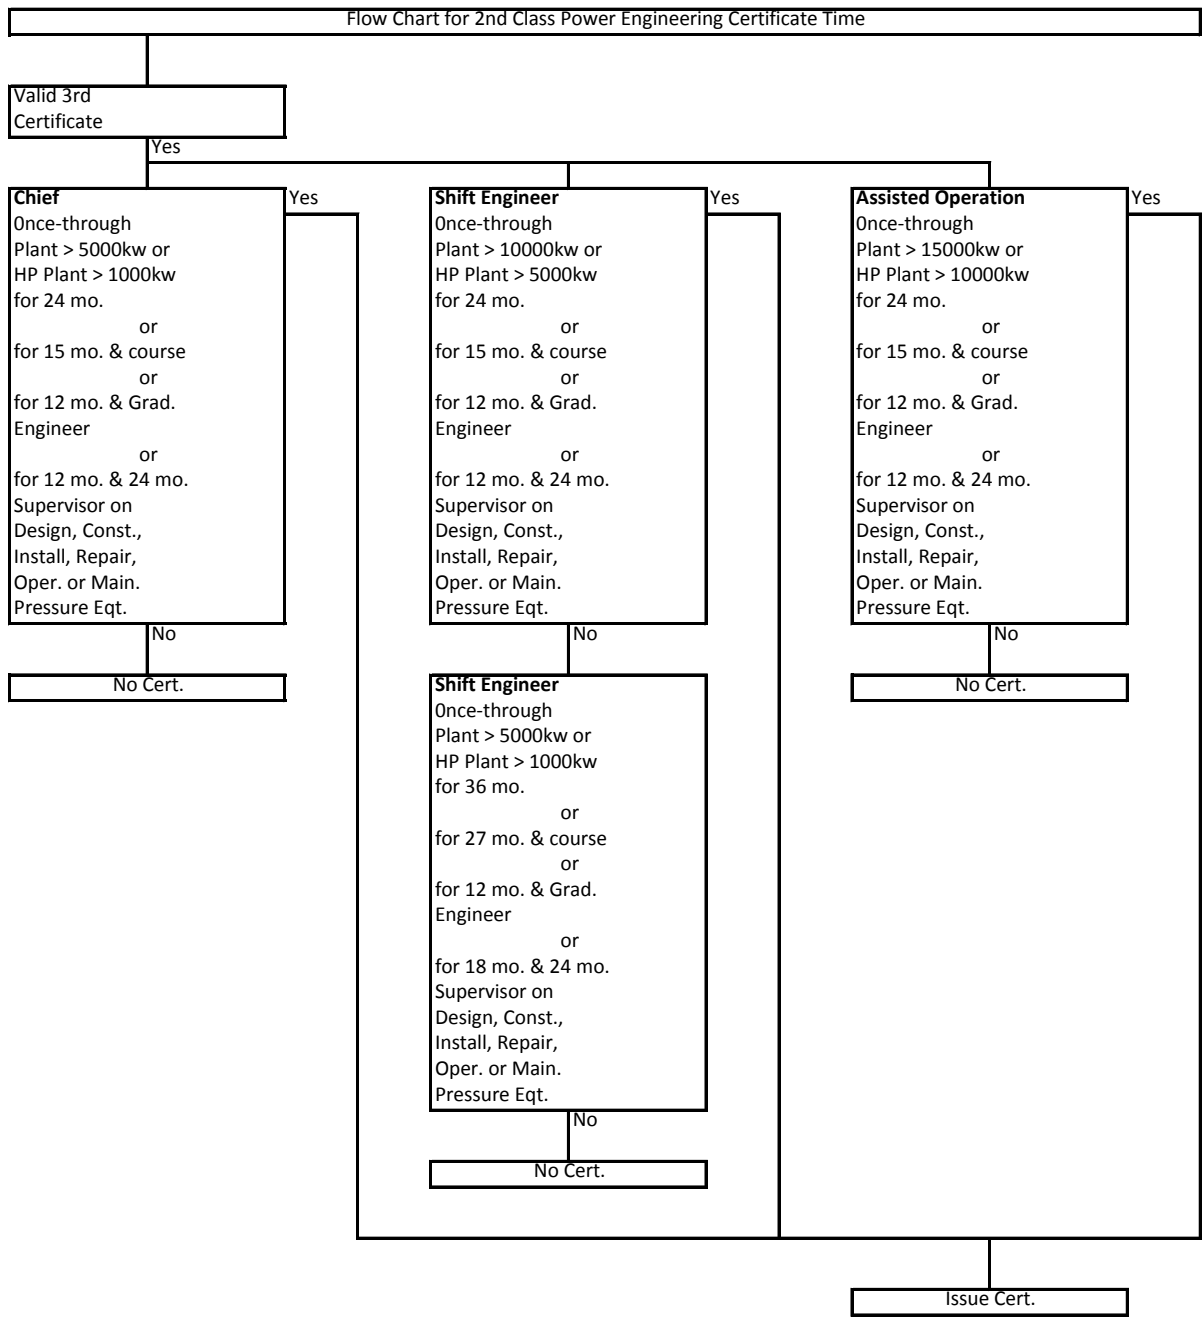 Flow Chart for 2nd Class Power Engineering Certificate Time
Valid 3rd
Certificate
Yes
Chief
0nce-through
Plant > 5000kw or
HP Plant > 1000kw
for 24 mo.
or
for 15 mo. & course
or
for 12 mo. & Grad.
Engineer
or
for 12 mo. & 24 mo.
Supervisor on
Design, Const.,
Install, Repair,
Oper. or Main.
Pressure Eqt.
Yes
No
No Cert.
Shift Engineer
0nce-through
Plant > 10000kw or
HP Plant > 5000kw
for 24 mo.
or
for 15 mo. & course
or
for 12 mo. & Grad.
Engineer
or
for 12 mo. & 24 mo.
Supervisor on
Design, Const.,
Install, Repair,
Oper. or Main.
Pressure Eqt.
Yes
No
Shift Engineer
0nce-through
Plant > 5000kw or
HP Plant > 1000kw
for 36 mo.
or
for 27 mo. & course
or
for 12 mo. & Grad.
Engineer
or
for 18 mo. & 24 mo.
Supervisor on
Design, Const.,
Install, Repair,
Oper. or Main.
Pressure Eqt.
No
No Cert.
Assisted Operation
0nce-through
Plant > 15000kw or
HP Plant > 10000kw
for 24 mo.
or
for 15 mo. & course
or
for 12 mo. & Grad.
Engineer
or
for 12 mo. & 24 mo.
Supervisor on
Design, Const.,
Install, Repair,
Oper. or Main.
Pressure Eqt.
Yes
No
No Cert.
Issue Cert.